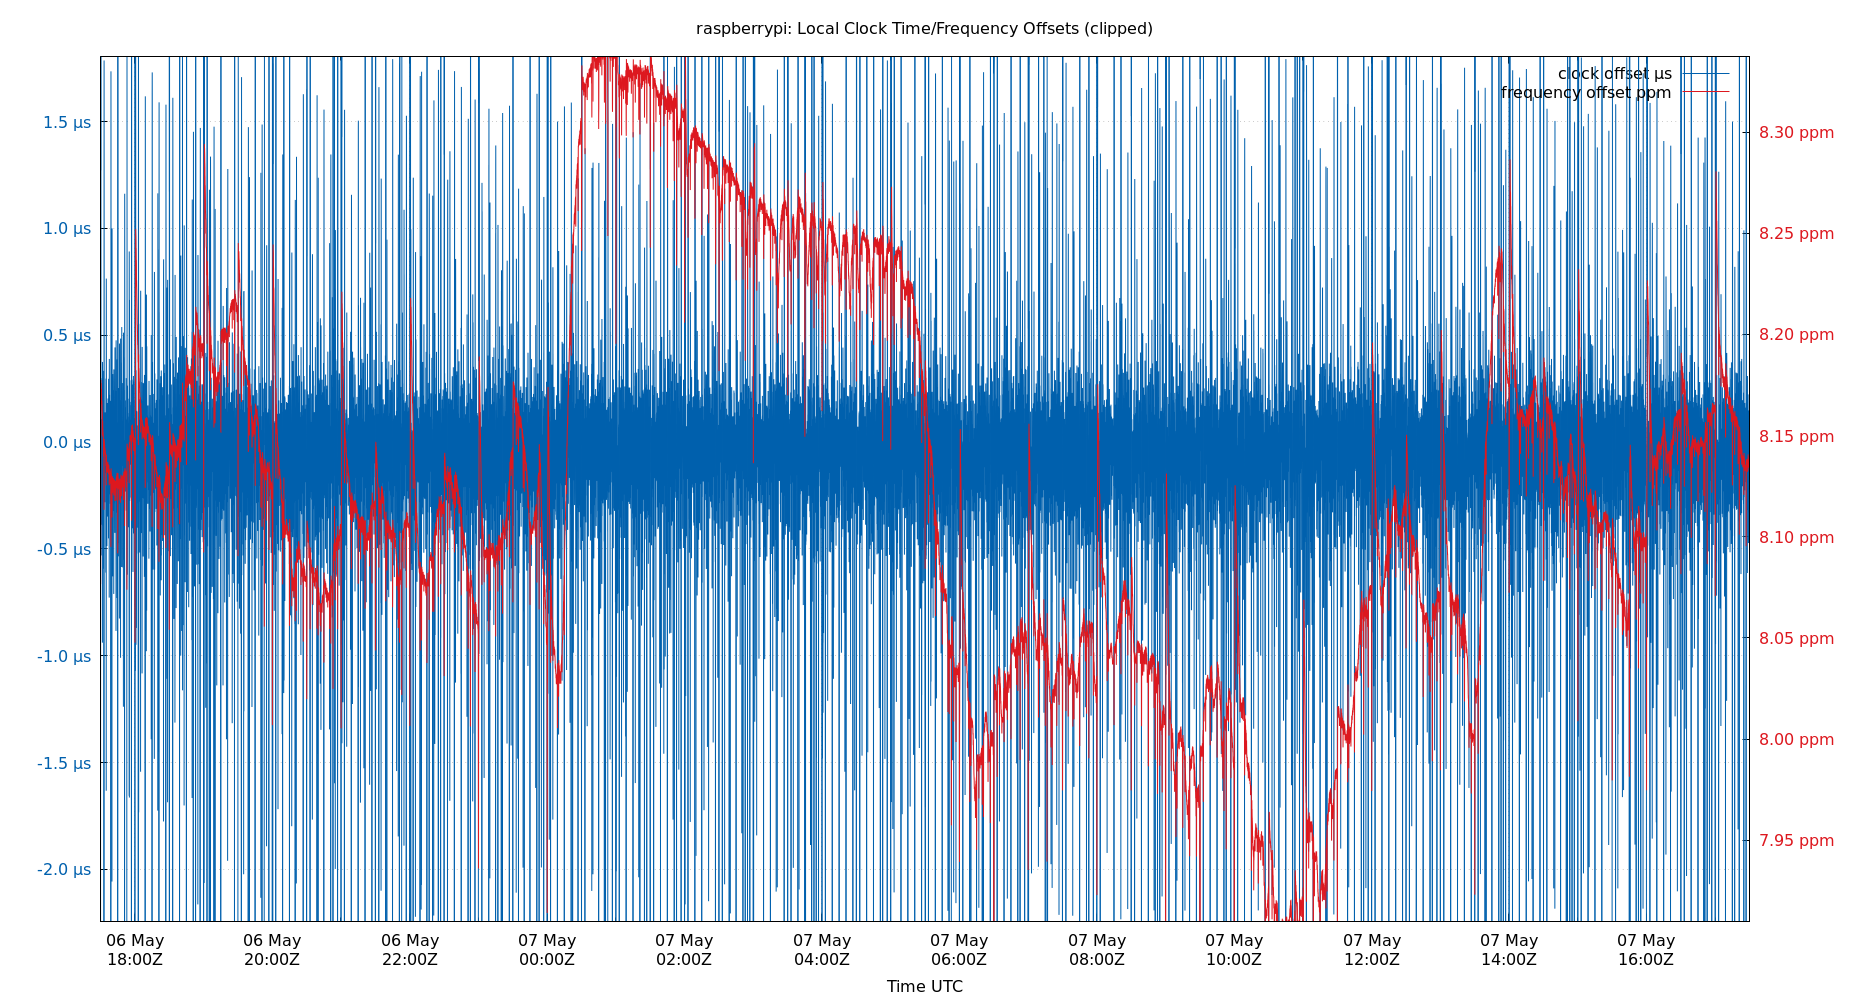 raspberrypi: Local Clock Time/Frequency Offsets (clipped)
clock offset µs
frequency offset ppm
1.5 µs
1.0 µs
0.5 µs
0.0 µs
-0.5 µs
-1.0 µs
-1.5 µs
-2.0 µs
8.30 ppm
8.25 ppm
8.20 ppm
8.15 ppm
8.10 ppm
8.05 ppm
8.00 ppm
7.95 ppm
06 May 06 May 06 May 07 May 07 May 07 May 07 May 07 May 07 May 07 May 07 May 07 May
18:00Z 20:00Z 22:00Z 00:00Z 02:00Z 04:00Z 06:00Z 08:00Z 10:00Z 12:00Z 14:00Z 16:00Z
Time UTC